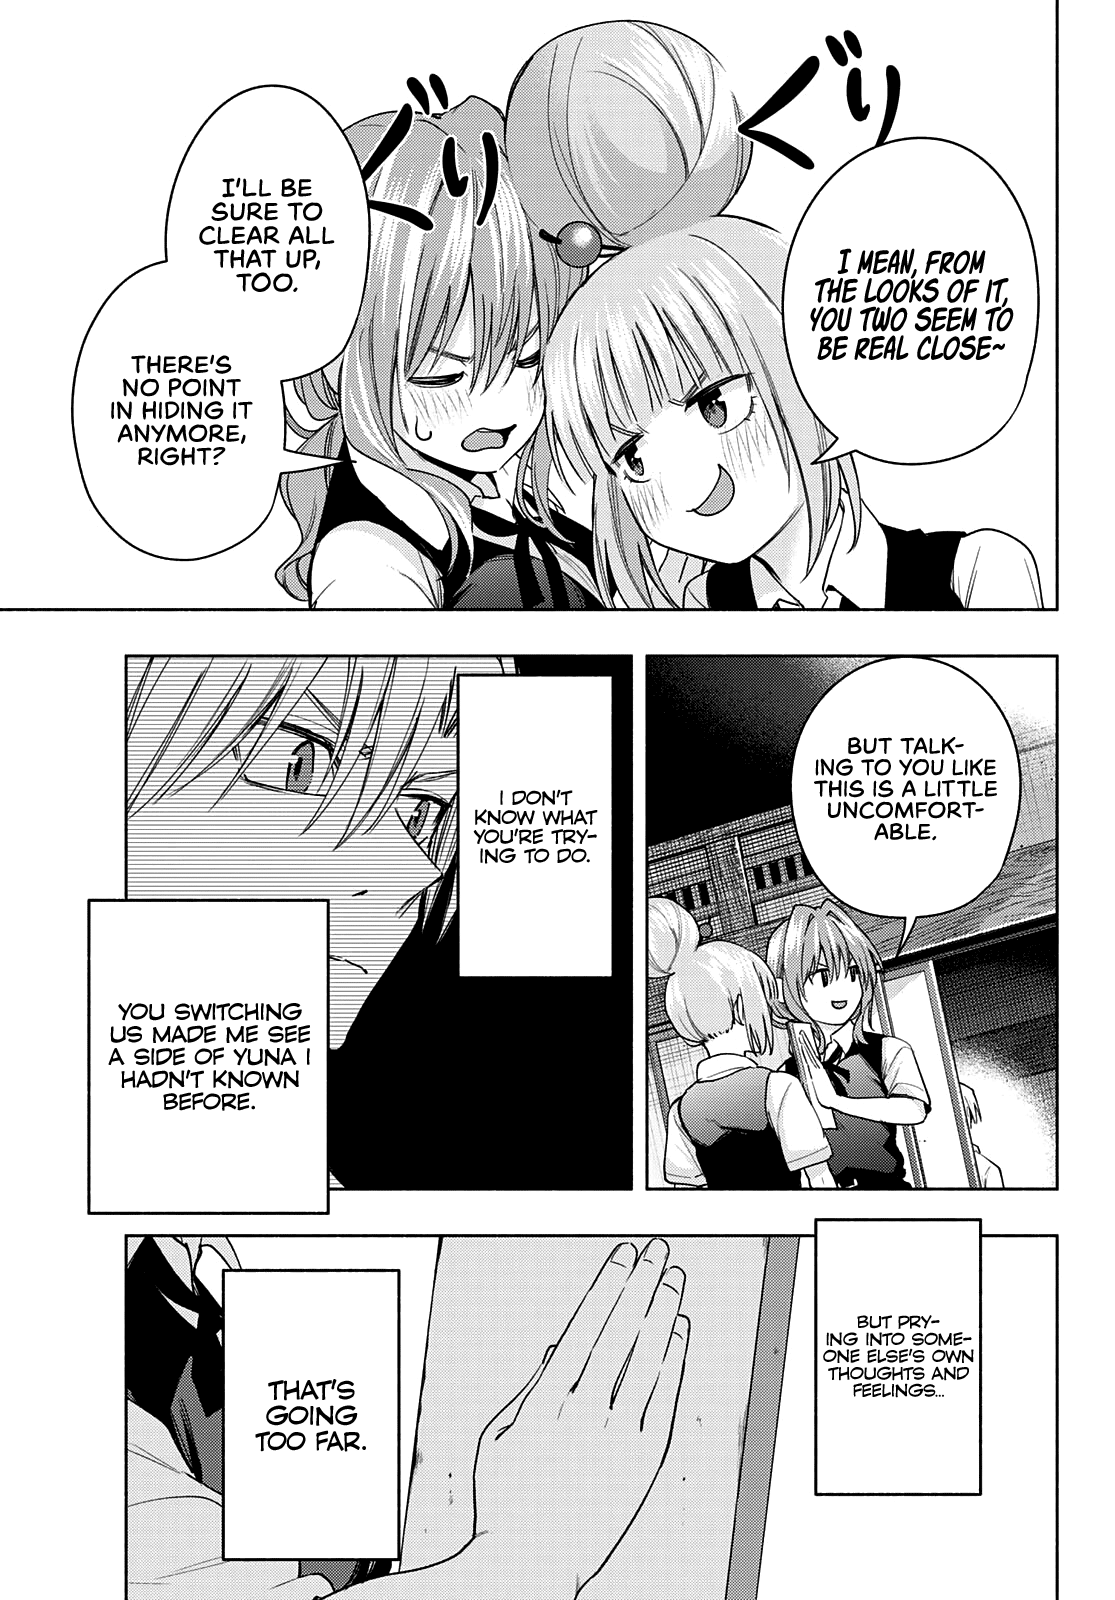 ぐり
I MEAN, FROM
THE LOOKS OF IT,
YOU TWO SEEM TO
BE REAL CLOSE~
ぐり
I'LL BE
SURE TO
CLEAR ALL
THAT UP,
TOO.
THERE'S
NO POINT
IN HIDING IT
ANYMORE,
RIGHT?
BUT TALK-
ING TO YOU LIKE
THIS IS A LITTLE
UNCOMFORT-
ABLE.
I DON'T
KNOW WHAT
YOU'RE TRY-
ING TO DO.
YOU SWITCHING
US MADE ME SEE
A SIDE OF YUNA I
HADN'T KNOWN
BEFORE.
BUT PRY-
ING INTO SOME-
ONE ELSE'S OWN
THOUGHTS AND
FEELINGS...
THAT'S
GOING
TOO FAR.